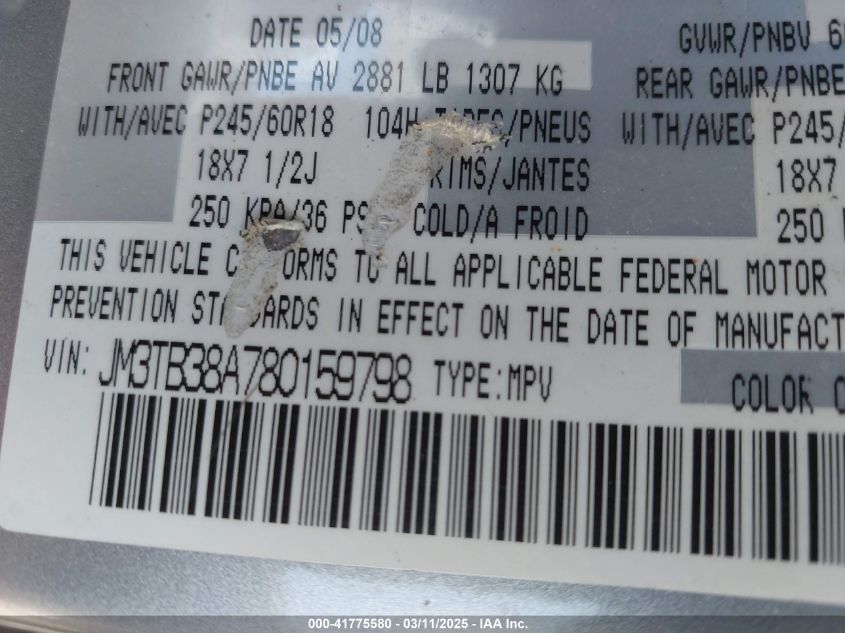 DATE 05/08 GVWR/PNBV
FRONT GAWR/PNBE AV 2881 LB 1307 KG REAR GAWR/PNBE
WITH/AVEC P245/60R18 104H TIRES/PNEUS WITH/AVEC P245/
18X7 1/2J RIMS/JANTES 18X7
250 KPA/36 PS COLD/A FROID 250
THIS VEHICLE C ORMS TO ALL APPLICABLE FEDERAL MOTOR
PREVENTION STA DARDS IN EFFECT ON THE DATE OF MANUFACT
VIN: JM3TB38A780159798 TYPE:MPV COLOR
000-41775580 - 03/11/2025 - IAA Inc.